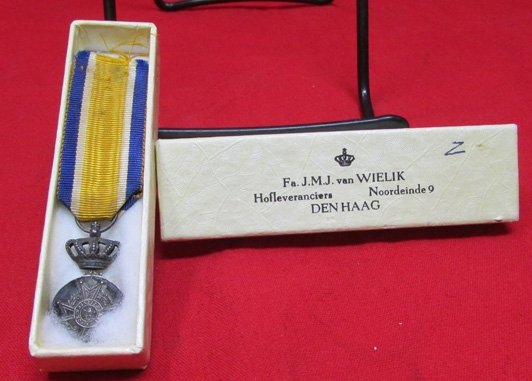 Z
Fa. J.M.J. van WIELIK
Hofleveranciers Noordeinde 9
DEN HAAG